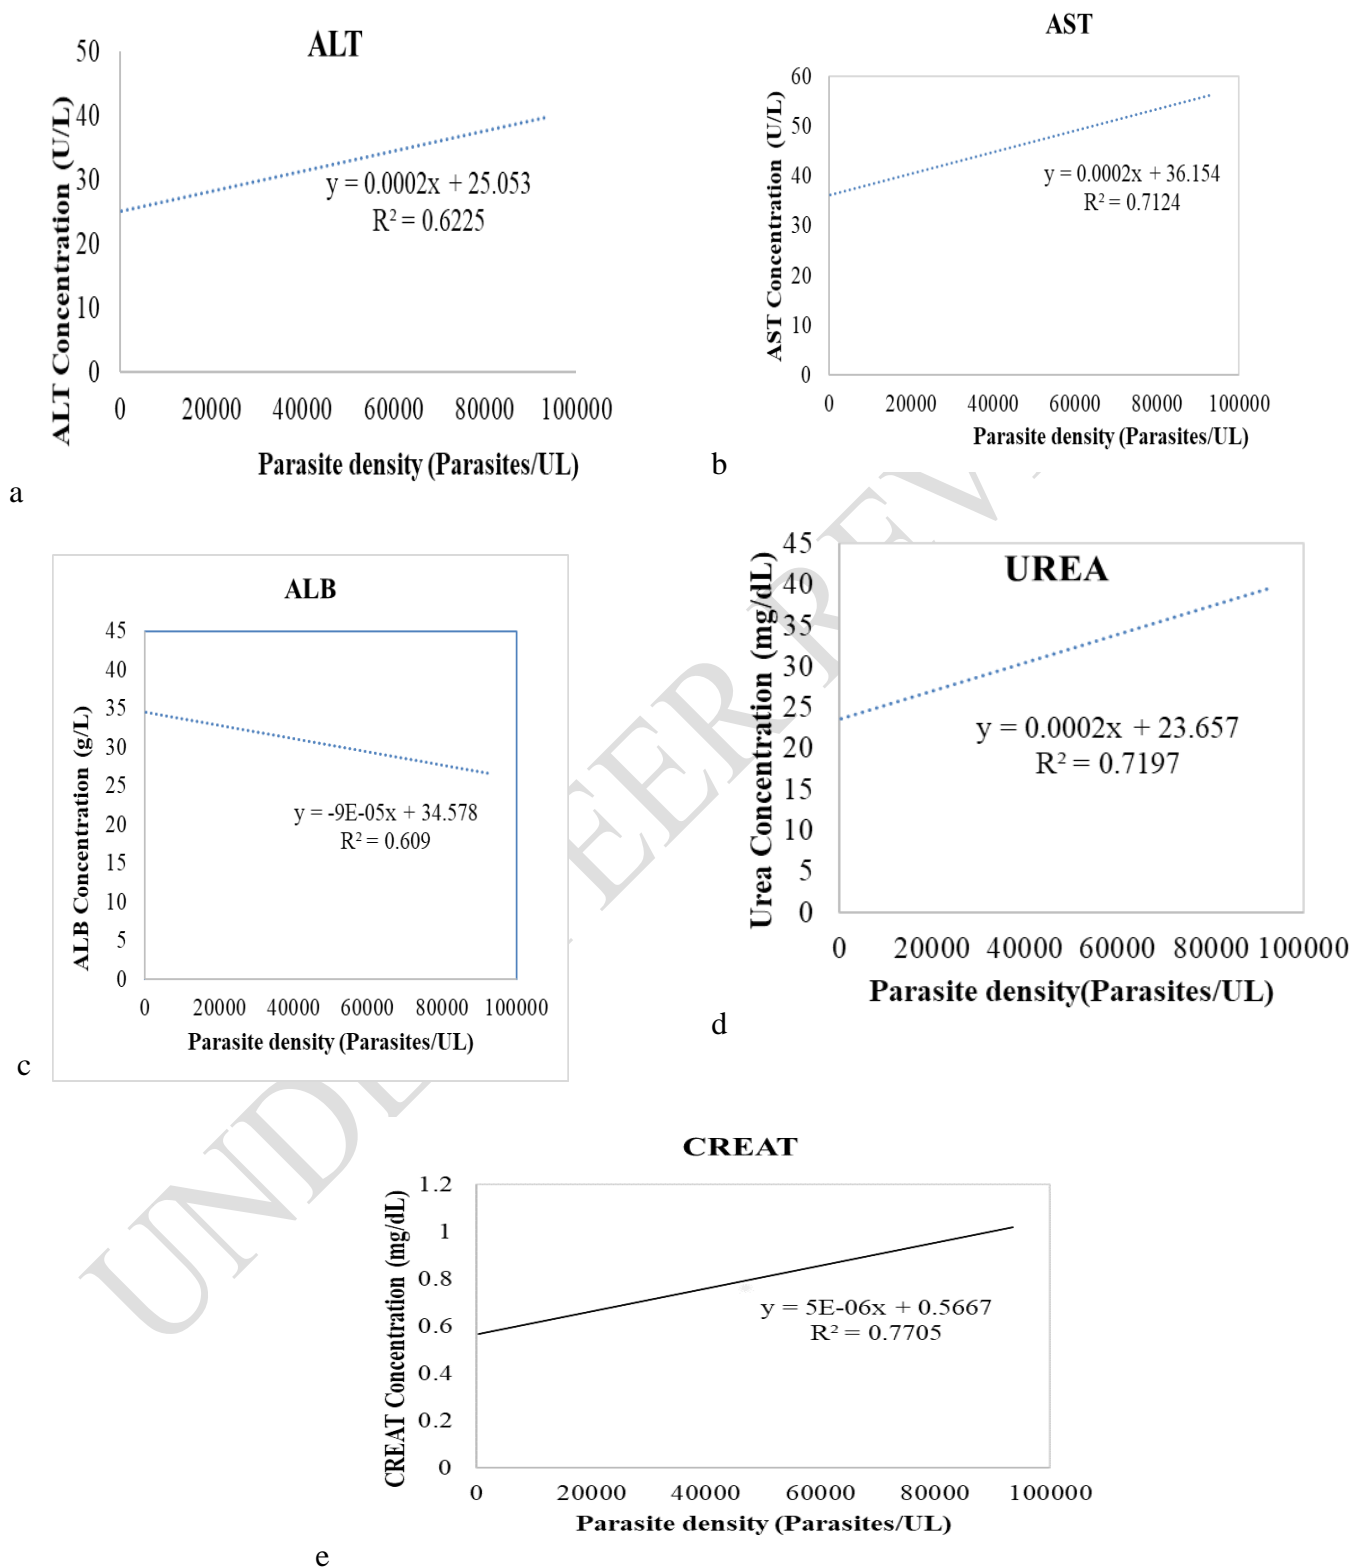 ALT
ALT Concentration (U/L)
50
40
30
20
10
0
y = 0.0002x + 25.053
R² = 0.6225
0 20000 40000 60000 80000 100000
Parasite density (Parasites/UL)
a
AST
AST Concentration (U/L)
60
50
40
30
20
10
0
y = 0.0002x + 36.154
R² = 0.7124
0 20000 40000 60000 80000 100000
Parasite density (Parasites/UL)
b
ALB
ALB Concentration (g/L)
45
40
35
30
25
20
15
10
5
0
y = -9E-05x + 34.578
R² = 0.609
0 20000 40000 60000 80000 100000
Parasite density (Parasites/UL)
c
UREA
Urea Concentration (mg/dL)
45
40
35
30
25
20
15
10
5
0
y = 0.0002x + 23.657
R² = 0.7197
0 20000 40000 60000 80000 100000
Parasite density(Parasites/UL)
d
CREAT
CREAT Concentration (mg/dL)
1.2
1
0.8
0.6
0.4
0.2
0
y = 5E-06x + 0.5667
R² = 0.7705
0 20000 40000 60000 80000 100000
Parasite density (Parasites/UL)
e